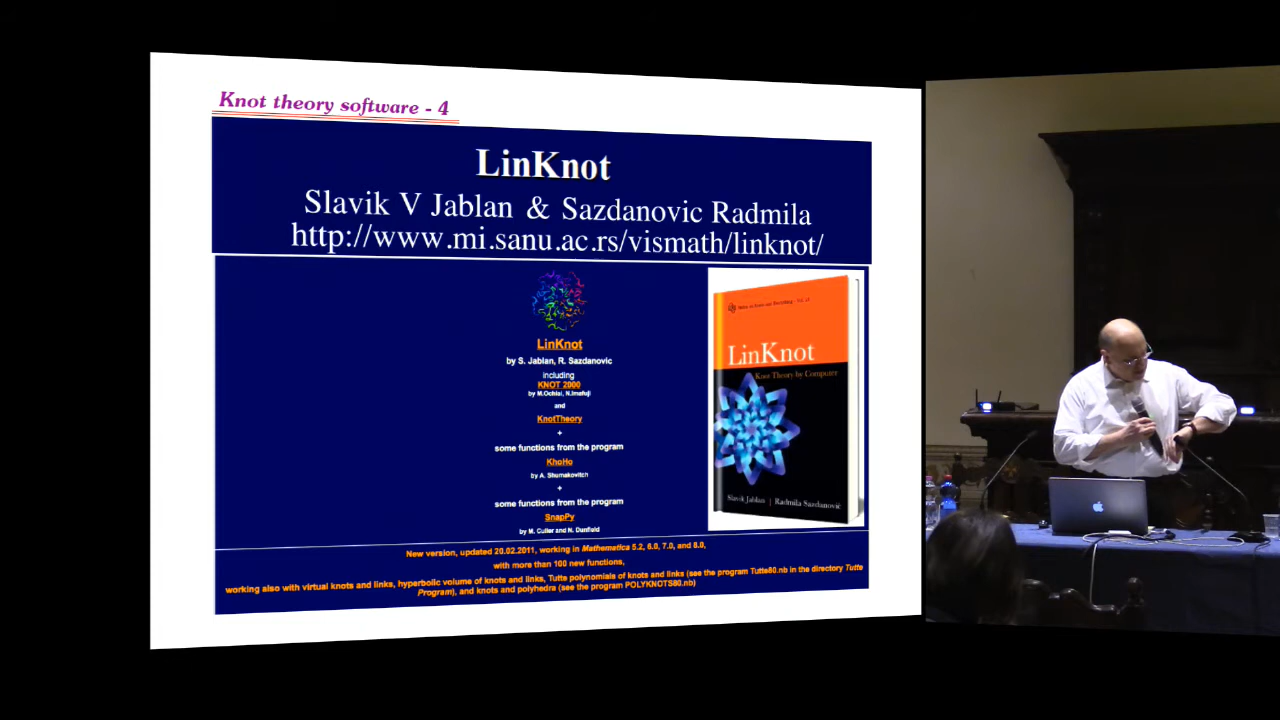 Knot theory software - 4
LinKnot
Slavik V Jablan & Sazdanovic Radmila
http://www.mi.sanu.ac.rs/vismath/linknot/
LinKnot
by S. Jablan, R. Sazdanovic
including
KNOT 2000
by M.Ochiai, N.Imafuji
and
KnotTheory
+
some functions from the program
KhoHo
by A. Shumakovitch
+
some functions from the program
SnapPy
by M. Culler and N. Dunfield
New version, updated 20.02.2011, working in Mathematica 5.2, 6.0, 7.0, and 8.0,
with more than 100 new functions,
working also with virtual knots and links, hyperbolic volume of knots and links, Tutte polynomials of knots and links (see the program Tutte80.nb in the directory Tutte
Program), and knots and polyhedra (see the program POLYKNOTS80.nb)
LinKnot
Knot Theory by Computer
Slavik Jablan | Radmila Sazdanović